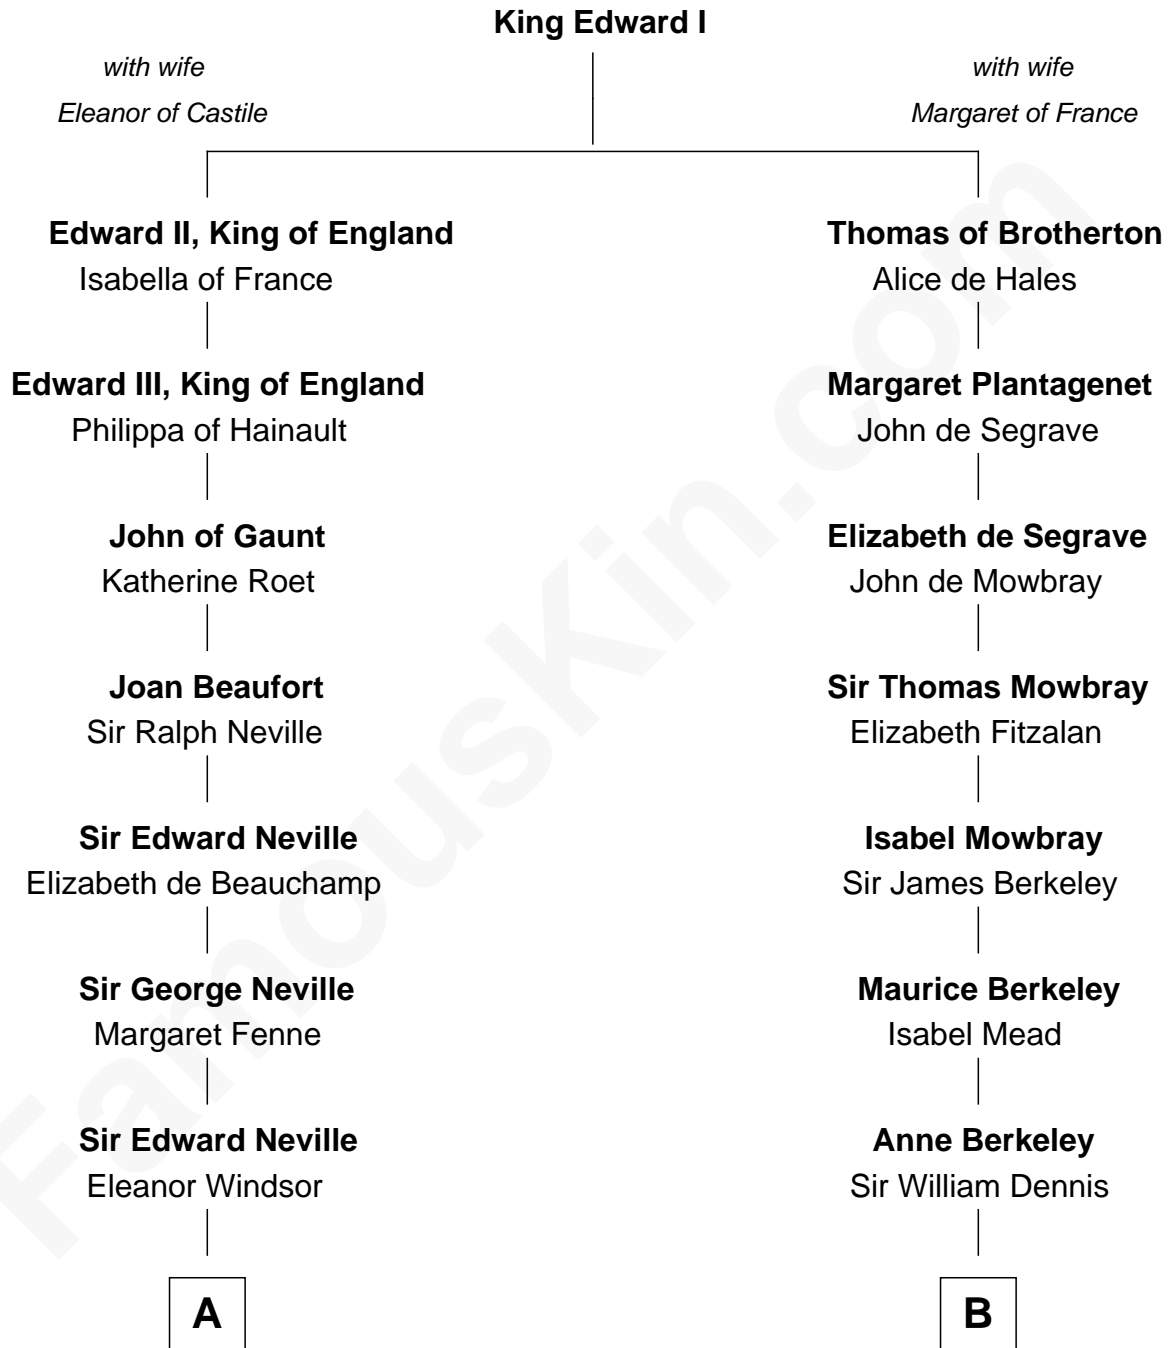 King Edward I
with wife
Eleanor of Castile
with wife
Margaret of France
Edward II, King of England
Isabella of France
Thomas of Brotherton
Alice de Hales
Edward III, King of England
Philippa of Hainault
Margaret Plantagenet
John de Segrave
John of Gaunt
Katherine Roet
Elizabeth de Segrave
John de Mowbray
Joan Beaufort
Sir Ralph Neville
Sir Thomas Mowbray
Elizabeth Fitzalan
Sir Edward Neville
Elizabeth de Beauchamp
Isabel Mowbray
Sir James Berkeley
Sir George Neville
Margaret Fenne
Maurice Berkeley
Isabel Mead
Sir Edward Neville
Eleanor Windsor
Anne Berkeley
Sir William Dennis
A
B
FamousKin.com